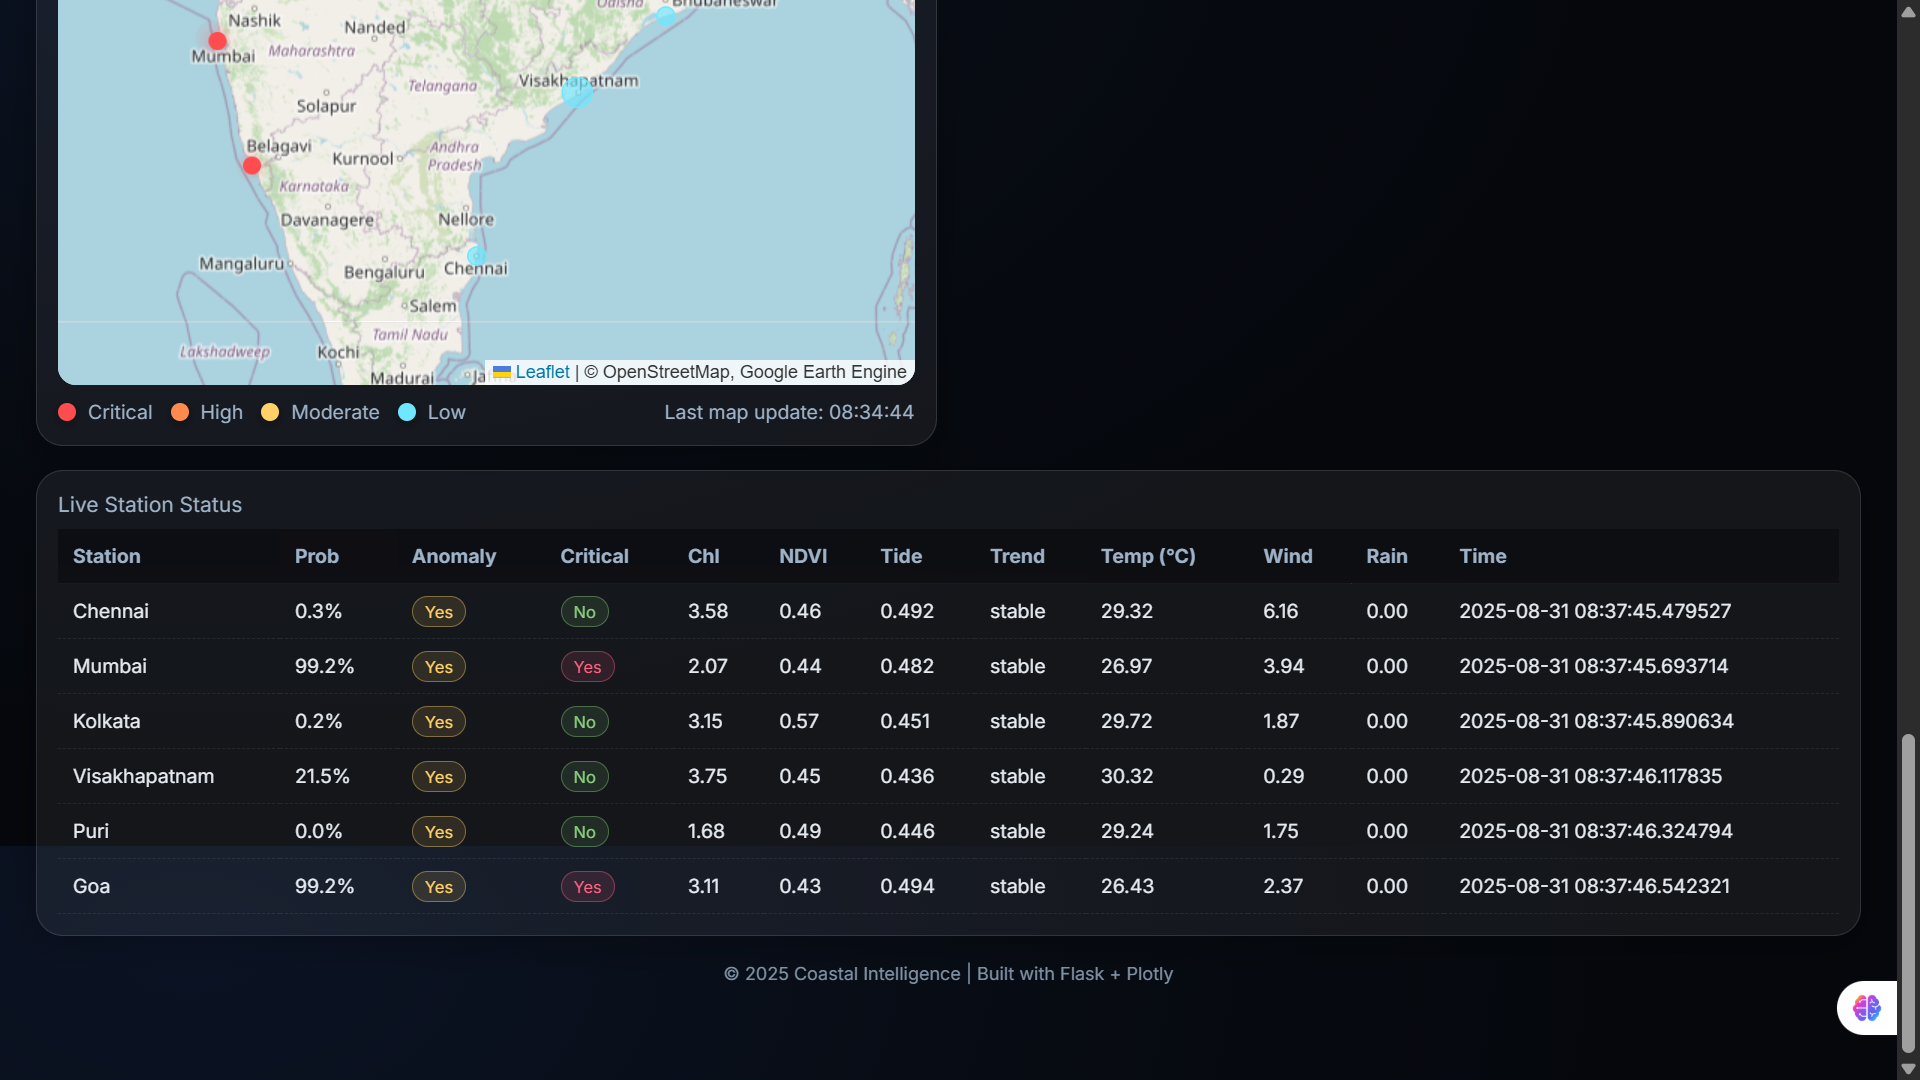 Odisha
Bhubaneswar
Nashik
Nanded
Mumbai
Maharashtra
Telangana
Visakhapatnam
Solapur
Belagavi
Kurnool
Andhra
Pradesh
Karnataka
Davanagere
Nellore
Mangaluru
Bengaluru
Chennai
Salem
Tamil Nadu
Lakshadweep
Kochi
Madurai
Leaflet | © OpenStreetMap, Google Earth Engine
Critical High Moderate Low Last map update: 08:34:44
Live Station Status
Station Prob Anomaly Critical Chl NDVI Tide Trend Temp (°C) Wind Rain Time
Chennai 0.3% Yes No 3.58 0.46 0.492 stable 29.32 6.16 0.00 2025-08-31 08:37:45.479527
Mumbai 99.2% Yes Yes 2.07 0.44 0.482 stable 26.97 3.94 0.00 2025-08-31 08:37:45.693714
Kolkata 0.2% Yes No 3.15 0.57 0.451 stable 29.72 1.87 0.00 2025-08-31 08:37:45.890634
Visakhapatnam 21.5% Yes No 3.75 0.45 0.436 stable 30.32 0.29 0.00 2025-08-31 08:37:46.117835
Puri 0.0% Yes No 1.68 0.49 0.446 stable 29.24 1.75 0.00 2025-08-31 08:37:46.324794
Goa 99.2% Yes Yes 3.11 0.43 0.494 stable 26.43 2.37 0.00 2025-08-31 08:37:46.542321
© 2025 Coastal Intelligence | Built with Flask + Plotly